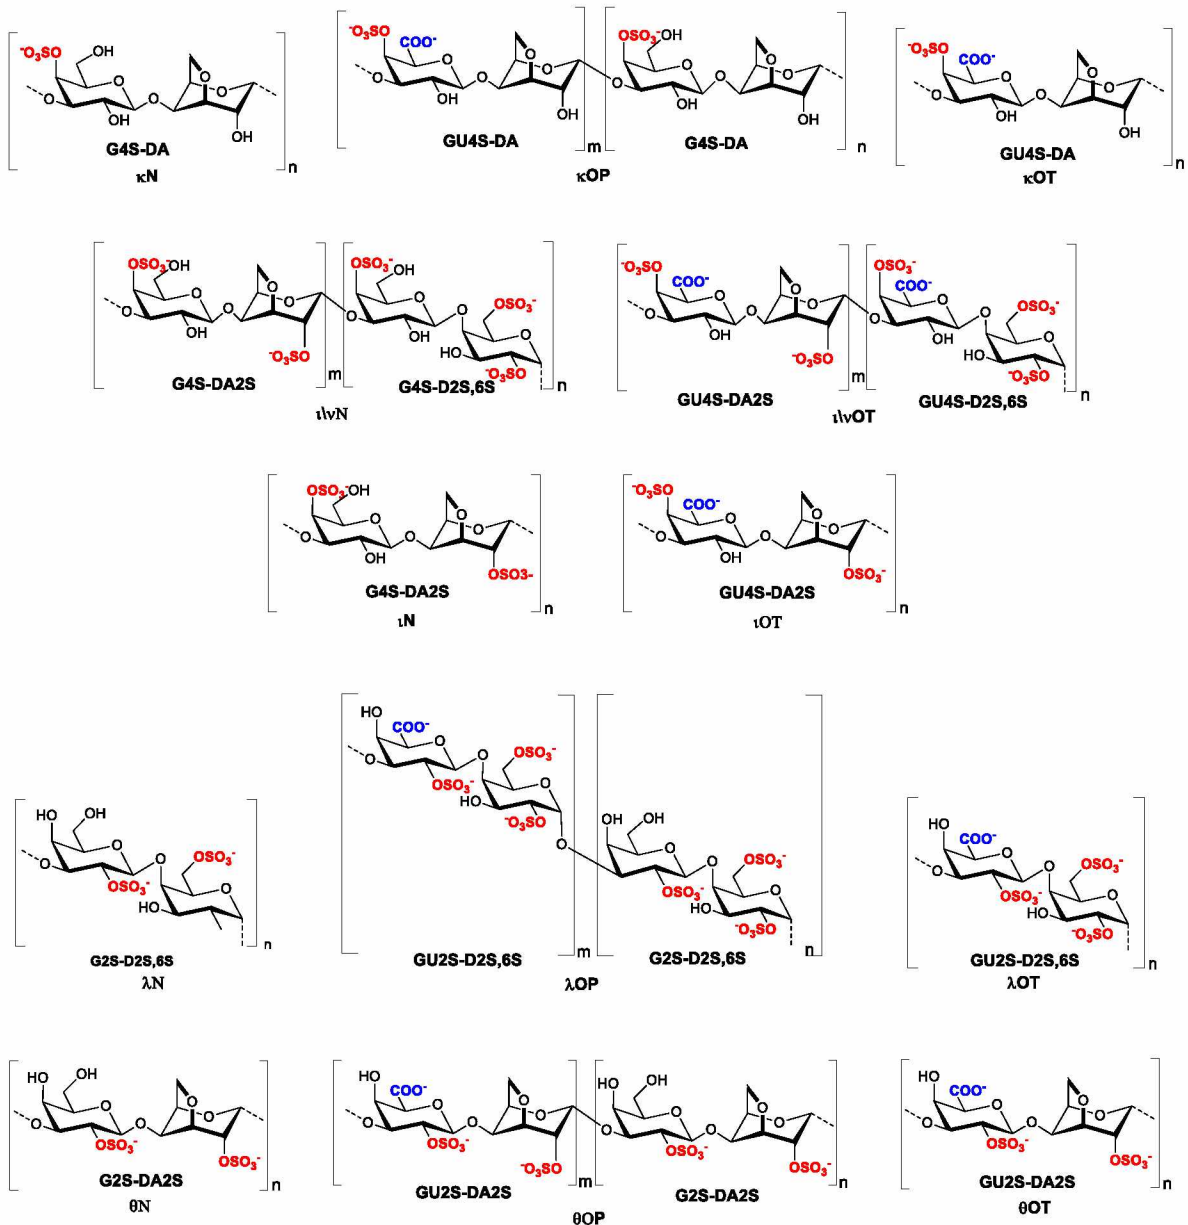 ⁻O₃SO
OH
O
O
O
O
O
O
OH
OH
G4S-DA
n
κN
⁻O₃SO
COO⁻
O
O
O
O
O
O
OH
OH
GU4S-DA
m
OSO₃⁻
OH
O
O
O
O
O
OH
OH
G4S-DA
n
κOP
⁻O₃SO
COO⁻
O
O
O
O
O
OH
OH
GU4S-DA
n
κOT
OSO₃⁻
OH
O
O
O
O
O
OH
⁻O₃SO
G4S-DA2S
m
OSO₃⁻
OH
O
O
O
OH
OSO₃⁻
O
HO
⁻O₃SO
G4S-D2S,6S
n
ι\νN
⁻O₃SO
COO⁻
O
O
O
O
O
OH
⁻O₃SO
GU4S-DA2S
m
OSO₃⁻
COO⁻
O
O
O
OH
OSO₃⁻
O
HO
⁻O₃SO
GU4S-D2S,6S
n
ι\νOT
OSO₃⁻
OH
O
O
O
O
O
OH
OSO3-
G4S-DA2S
n
ιN
⁻O₃SO
COO⁻
O
O
O
O
O
OH
OSO₃⁻
GU4S-DA2S
n
ιOT
HO
OH
O
O
O
OSO₃⁻
OSO₃⁻
O
HO
G2S-D2S,6S
n
λN
HO
COO⁻
O
O
O
OSO₃⁻
OSO₃⁻
O
HO
⁻O₃SO
O
GU2S-D2S,6S
m
OH
OH
O
O
OSO₃⁻
OSO₃⁻
O
HO
⁻O₃SO
G2S-D2S,6S
n
λOP
HO
COO⁻
O
O
O
OSO₃⁻
OSO₃⁻
O
HO
⁻O₃SO
GU2S-D2S,6S
n
λOT
HO
OH
O
O
O
O
O
OSO₃⁻
OSO₃⁻
G2S-DA2S
n
θN
HO
COO⁻
O
O
O
O
O
OSO₃⁻
⁻O₃SO
GU2S-DA2S
m
HO
OH
O
O
O
O
O
OSO₃⁻
OSO₃⁻
G2S-DA2S
n
θOP
HO
COO⁻
O
O
O
O
O
OSO₃⁻
OSO₃⁻
GU2S-DA2S
n
θOT